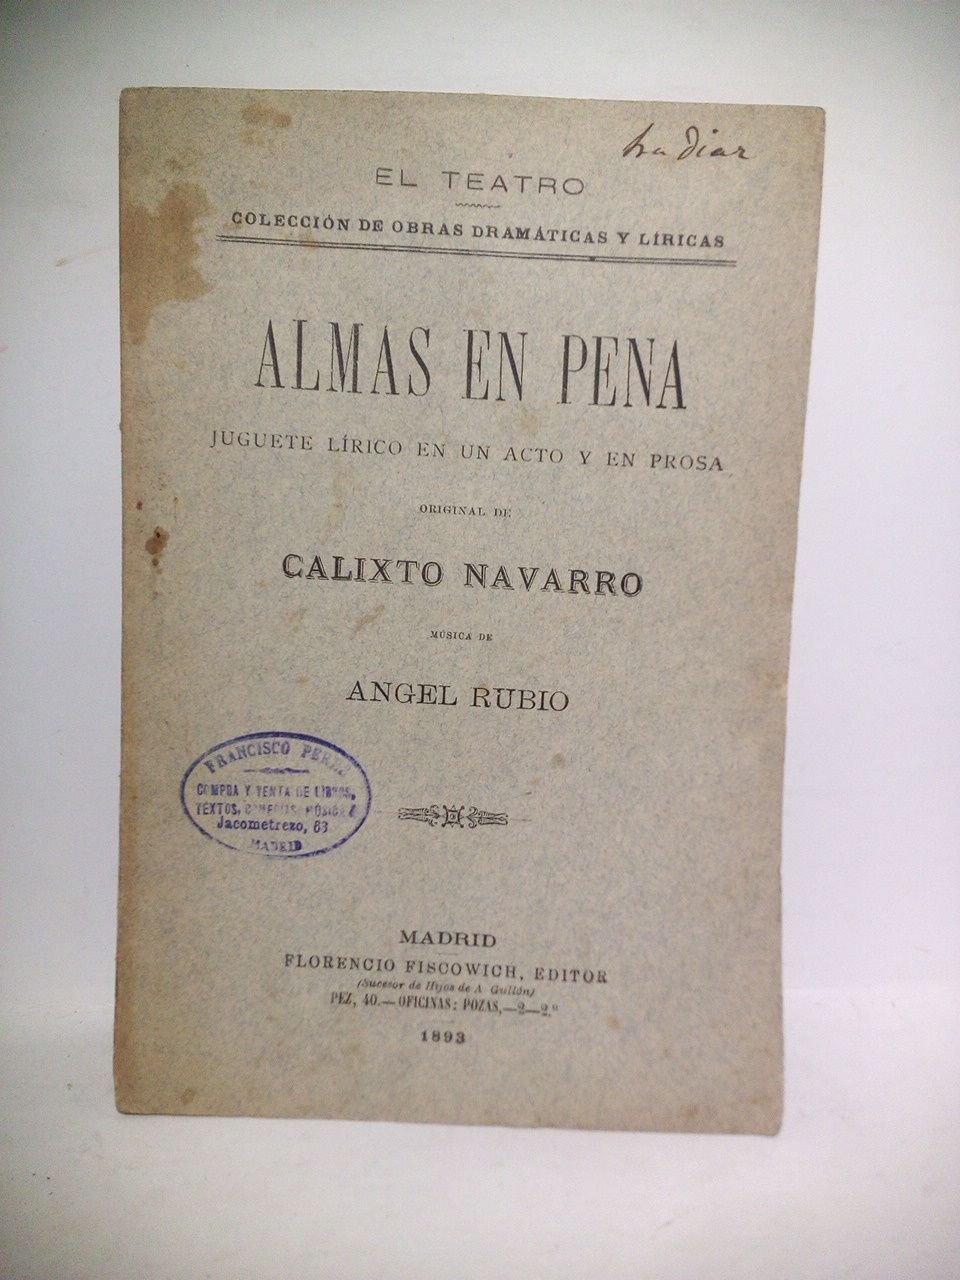 EL TEATRO
COLECCIÓN DE OBRAS DRAMÁTICAS Y LÍRICAS
ALMAS EN PENA
JUGUETE LÍRICO EN UN ACTO Y EN PROSA
ORIGINAL DE
CALIXTO NAVARRO
MÚSICA DE
ANGEL RUBIO
FRANCISCO PEREZ
COMPRA Y VENTA DE LIBROS,
TEXTOS, MÚSICA
Jacometrezo, 63
MADRID
MADRID
FLORENCIO FISCOWICH, EDITOR
(Sucesor de Hijos de A. Gullón)
PEZ, 40.—OFICINAS: POZAS,—2—2.º
1893